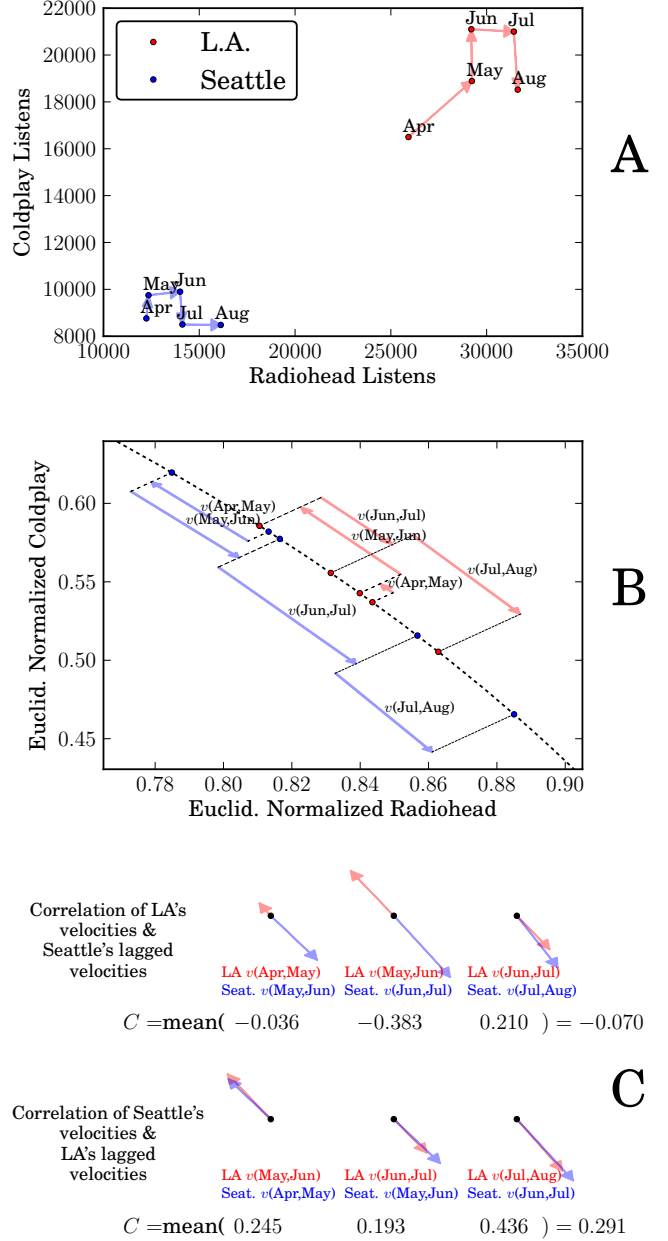 22000
20000
18000
16000
14000
12000
10000
8000
Coldplay Listens
L.A.
Seattle
Jun
Jul
May
Aug
Apr
A
May
Jun
Apr
Jul
Aug
10000 15000 20000 25000 30000 35000
Radiohead Listens
0.60
0.55
0.50
0.45
Euclid. Normalized Coldplay
v(Apr,May)
v(May,Jun)
v(Jun,Jul)
v(May,Jun)
v(Jul,Aug)
v(Apr,May)
v(Jun,Jul)
v(Jul,Aug)
B
0.78 0.80 0.82 0.84 0.86 0.88 0.90
Euclid. Normalized Radiohead
Correlation of LA's
velocities &
Seattle's lagged
velocities
LA v(Apr,May) LA v(May,Jun) LA v(Jun,Jul)
Seat. v(May,Jun) Seat. v(Jun,Jul) Seat. v(Jul,Aug)
C =mean( −0.036 −0.383 0.210 ) = −0.070
C
Correlation of Seattle's
velocities &
LA's lagged
velocities
LA v(May,Jun) LA v(Jun,Jul) LA v(Jul,Aug)
Seat. v(Apr,May) Seat. v(May,Jun) Seat. v(Jun,Jul)
C =mean( 0.245 0.193 0.436 ) = 0.291